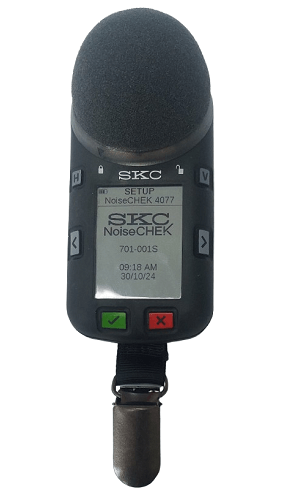 SKC
SETUP
NoiseCHEK 4077
SKC
NoiseCHEK
701-001S
09:18 AM
30/10/24